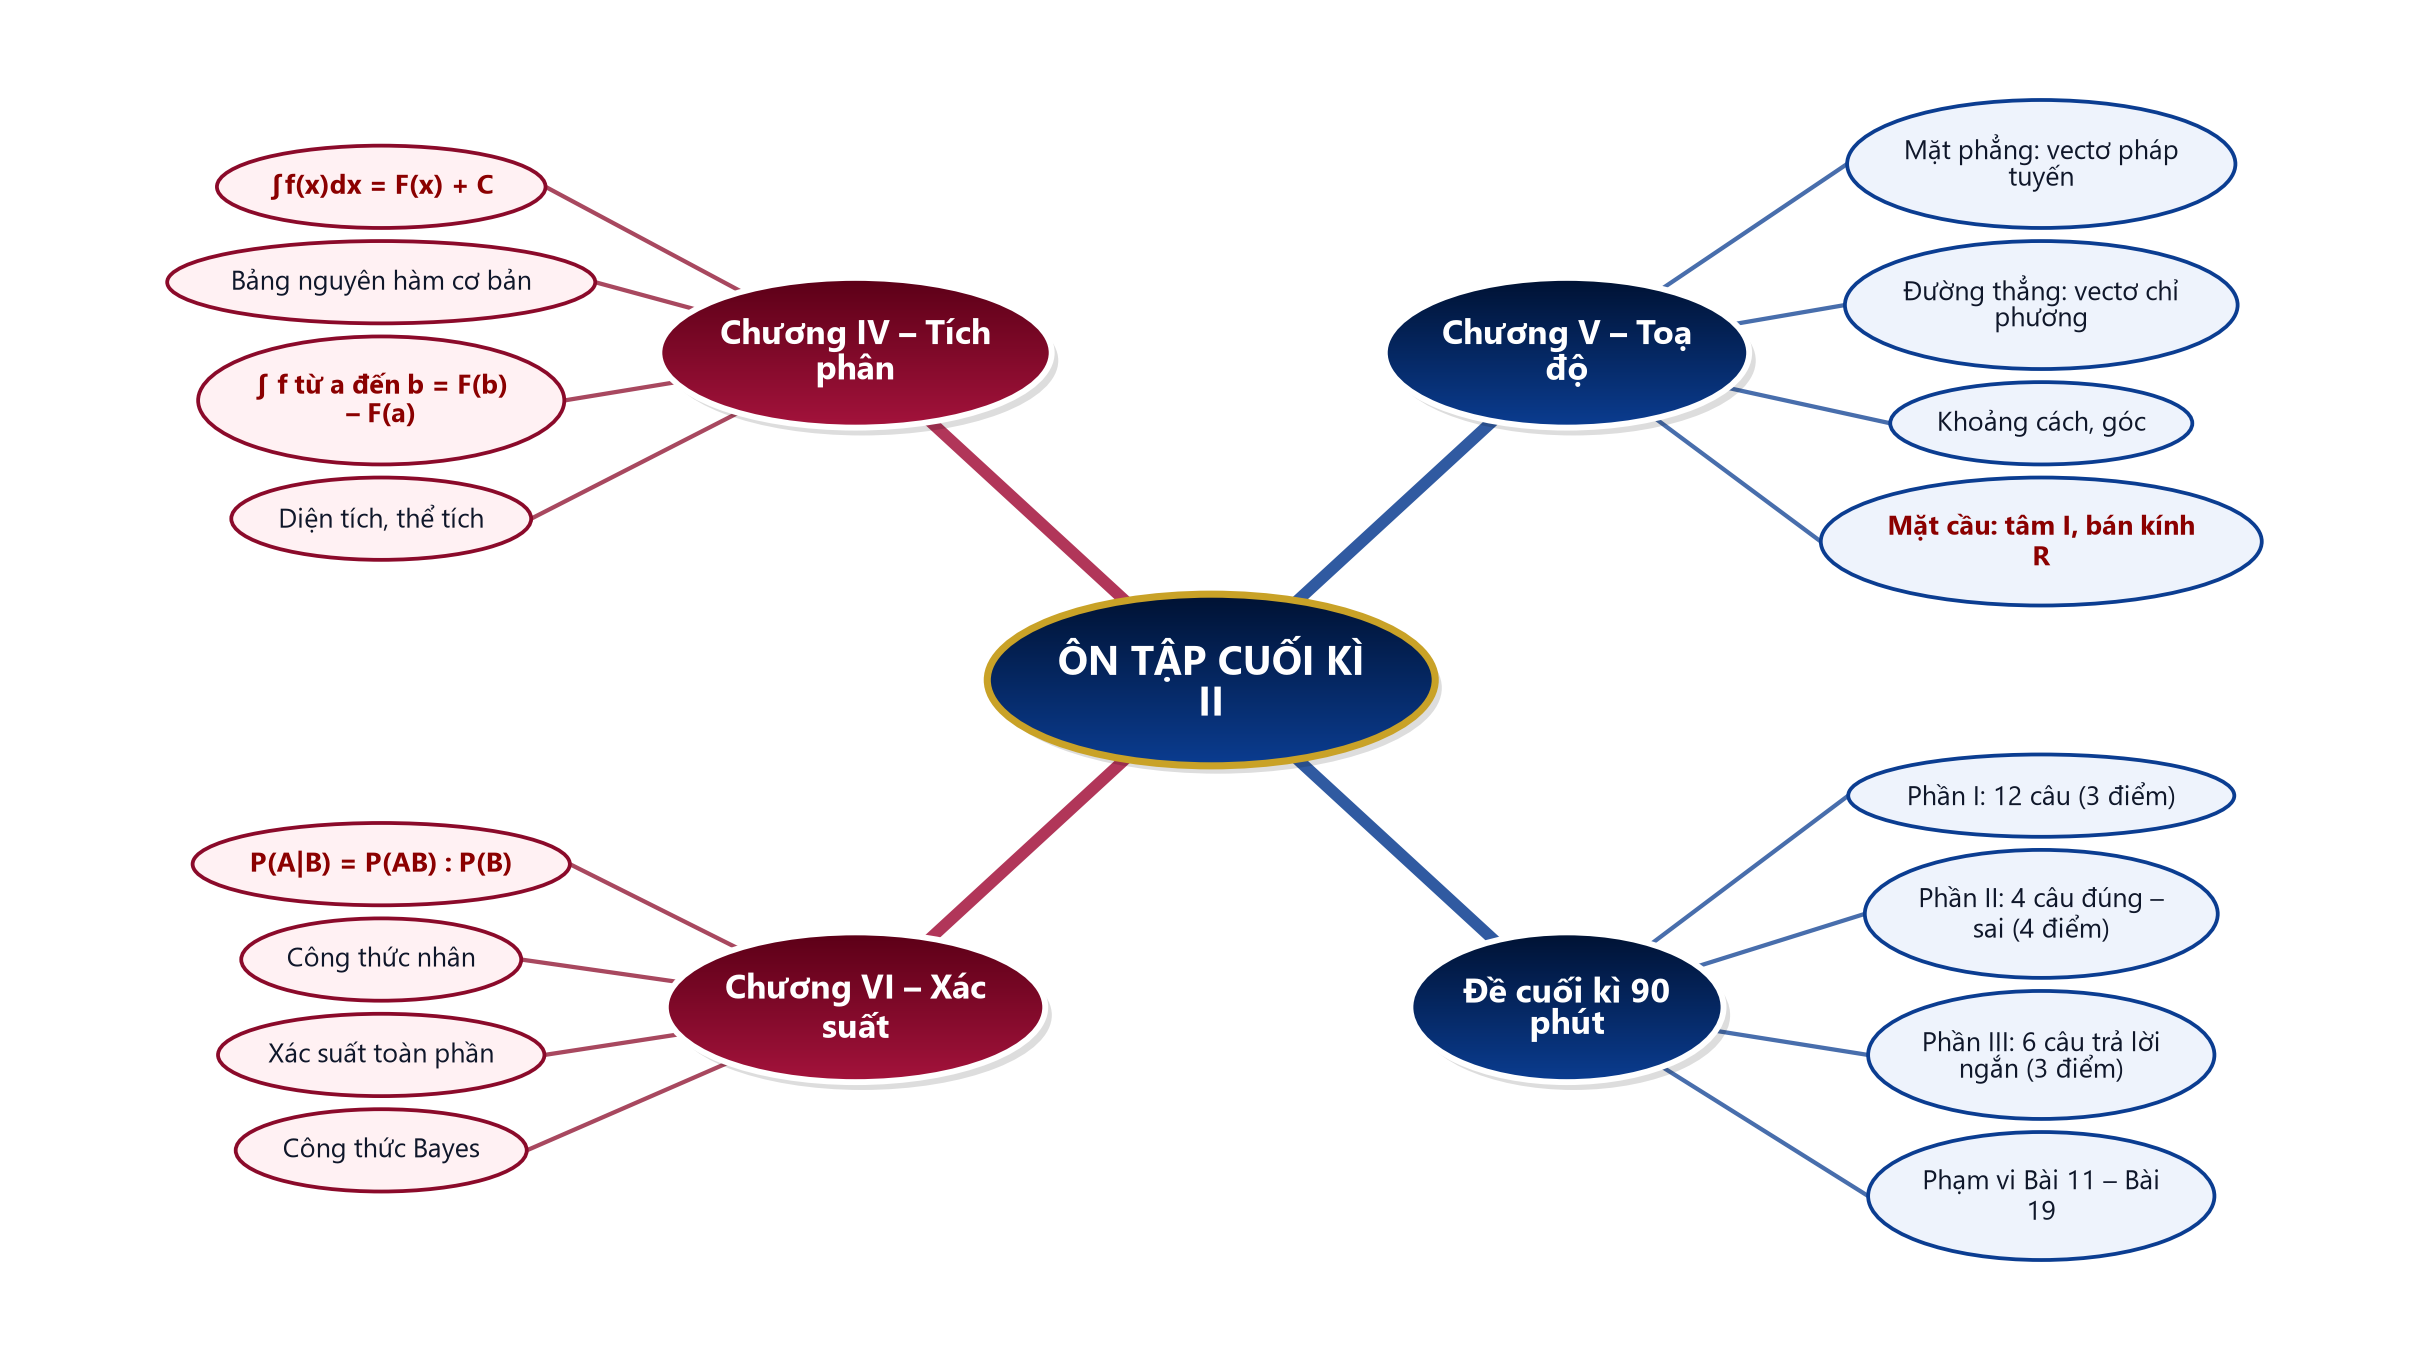 ÔN TẬP CUỐI KÌ
II
Chương IV – Tích
phân
∫f(x)dx = F(x) + C
Bảng nguyên hàm cơ bản
∫ f từ a đến b = F(b)
– F(a)
Diện tích, thể tích
Chương V – Toạ
độ
Mặt phẳng: vectơ pháp
tuyến
Đường thẳng: vectơ chỉ
phương
Khoảng cách, góc
Mặt cầu: tâm I, bán kính
R
Chương VI – Xác
suất
P(A|B) = P(AB) : P(B)
Công thức nhân
Xác suất toàn phần
Công thức Bayes
Đề cuối kì 90
phút
Phần I: 12 câu (3 điểm)
Phần II: 4 câu đúng –
sai (4 điểm)
Phần III: 6 câu trả lời
ngắn (3 điểm)
Phạm vi Bài 11 – Bài
19